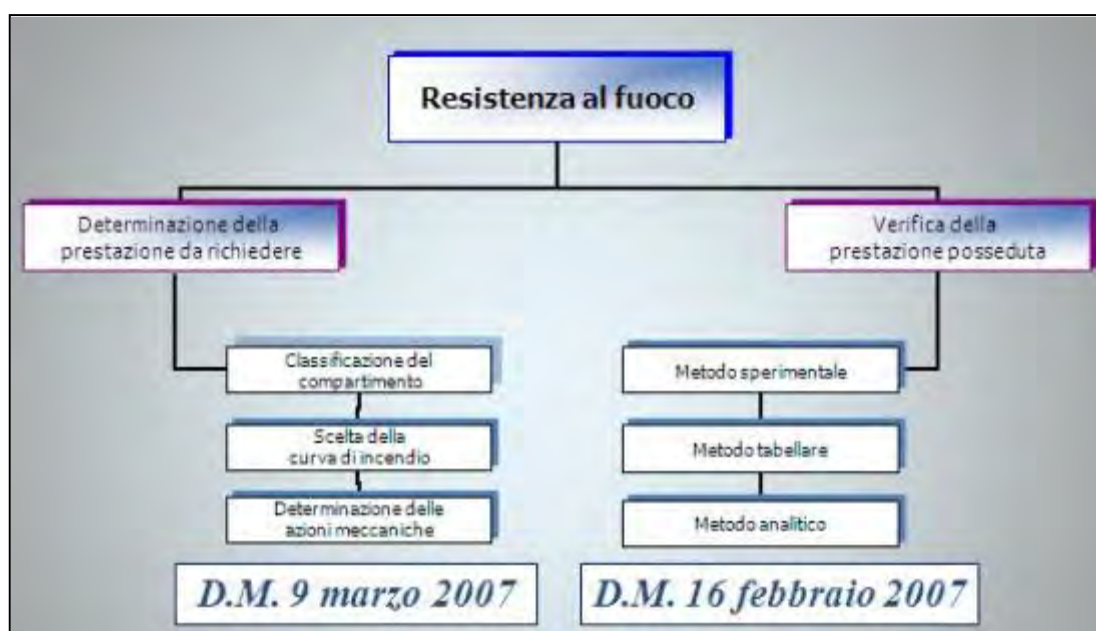 Resistenza al fuoco
Determinazione della
prestazione da richiedere
Verifica della
prestazione posseduta
Classificazione del
compartimento
Scelta della
curva di incendio
Determinazione delle
azioni meccaniche
Metodo sperimentale
Metodo tabellare
Metodo analitico
D.M. 9 marzo 2007
D.M. 16 febbraio 2007